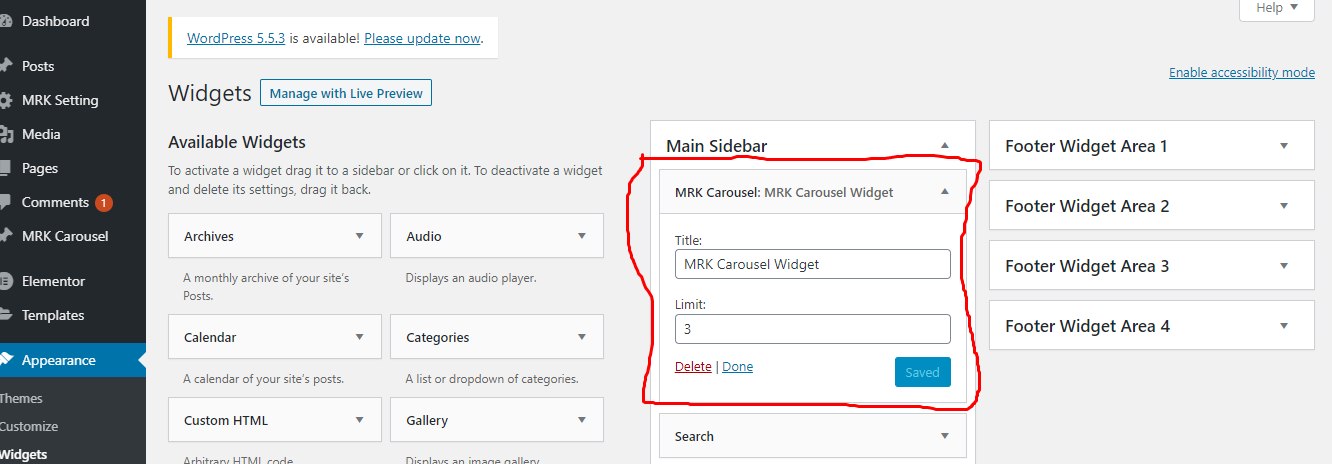 Dashboard
Posts
MRK Setting
Media
Pages
Comments 1
MRK Carousel
Elementor
Templates
Appearance
Themes
Customize
Widgets
Help
WordPress 5.5.3 is available! Please update now.
Enable accessibility mode
Widgets
Manage with Live Preview
Available Widgets
To activate a widget drag it to a sidebar or click on it. To deactivate a widget
and delete its settings, drag it back.
Archives
A monthly archive of your site's
Posts.
Audio
Displays an audio player.
Calendar
A calendar of your site's posts.
Categories
A list or dropdown of categories.
Custom HTML
Arbitrary HTML code.
Gallery
Displays an image gallery.
Main Sidebar
MRK Carousel: MRK Carousel Widget
Title:
MRK Carousel Widget
Limit:
3
Delete | Done
Saved
Search
Footer Widget Area 1
Footer Widget Area 2
Footer Widget Area 3
Footer Widget Area 4